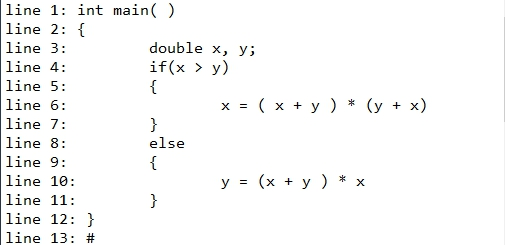 line 1: int main( )
line 2: {
line 3:         double x, y;
line 4:         if(x > y)
line 5:         {
line 6:                 x = ( x + y ) * (y + x)
line 7:         }
line 8:         else
line 9:         {
line 10:                y = (x + y ) * x
line 11:        }
line 12: }
line 13: #